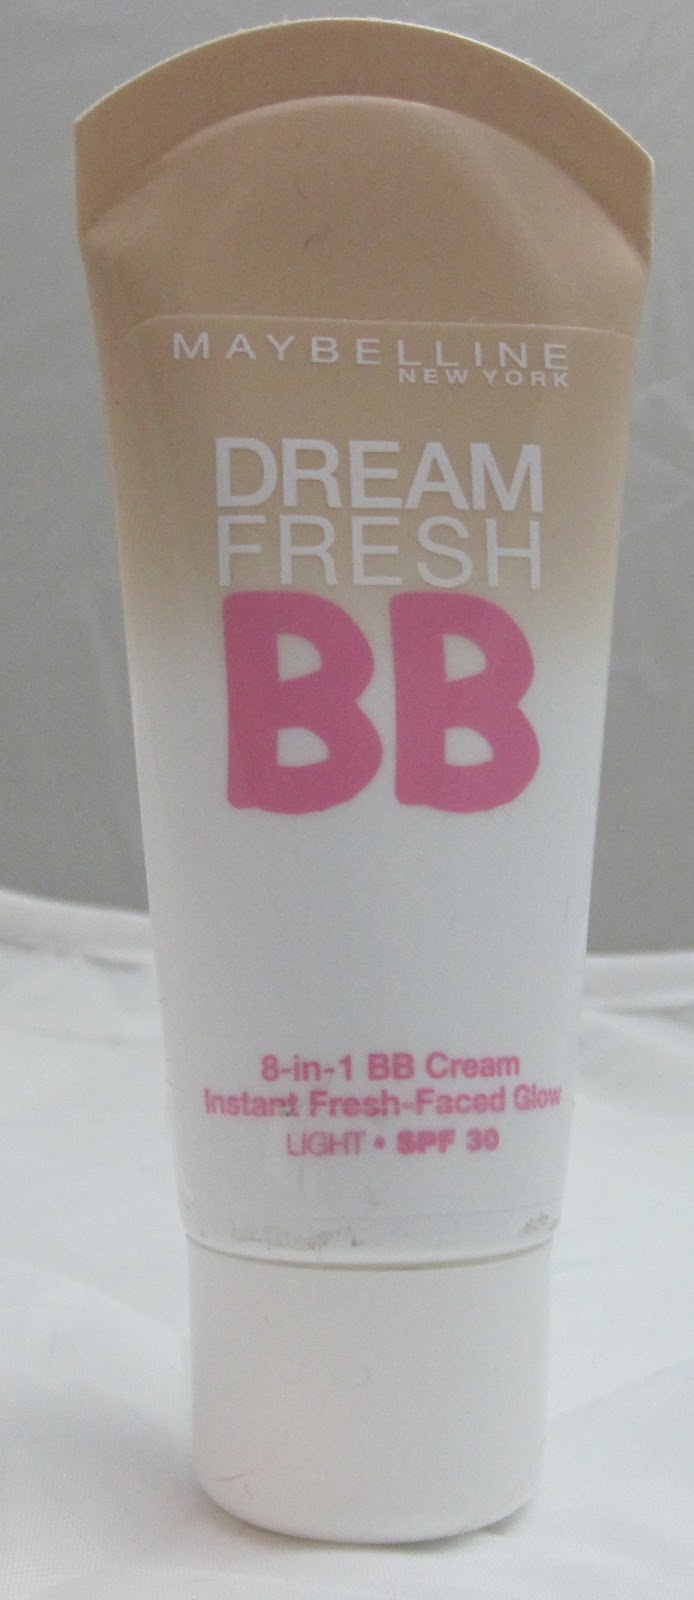 MAYBELLINE
NEW YORK
DREAM
FRESH
BB
8-in-1 BB Cream
Instant Fresh-Faced Glow
LIGHT • SPF 30